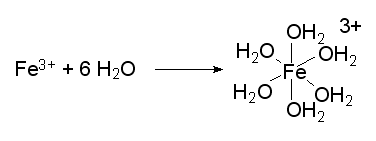 Fe³⁺ + 6 H₂O
OH₂ 3+
H₂O OH₂
Fe
H₂O OH₂
OH₂